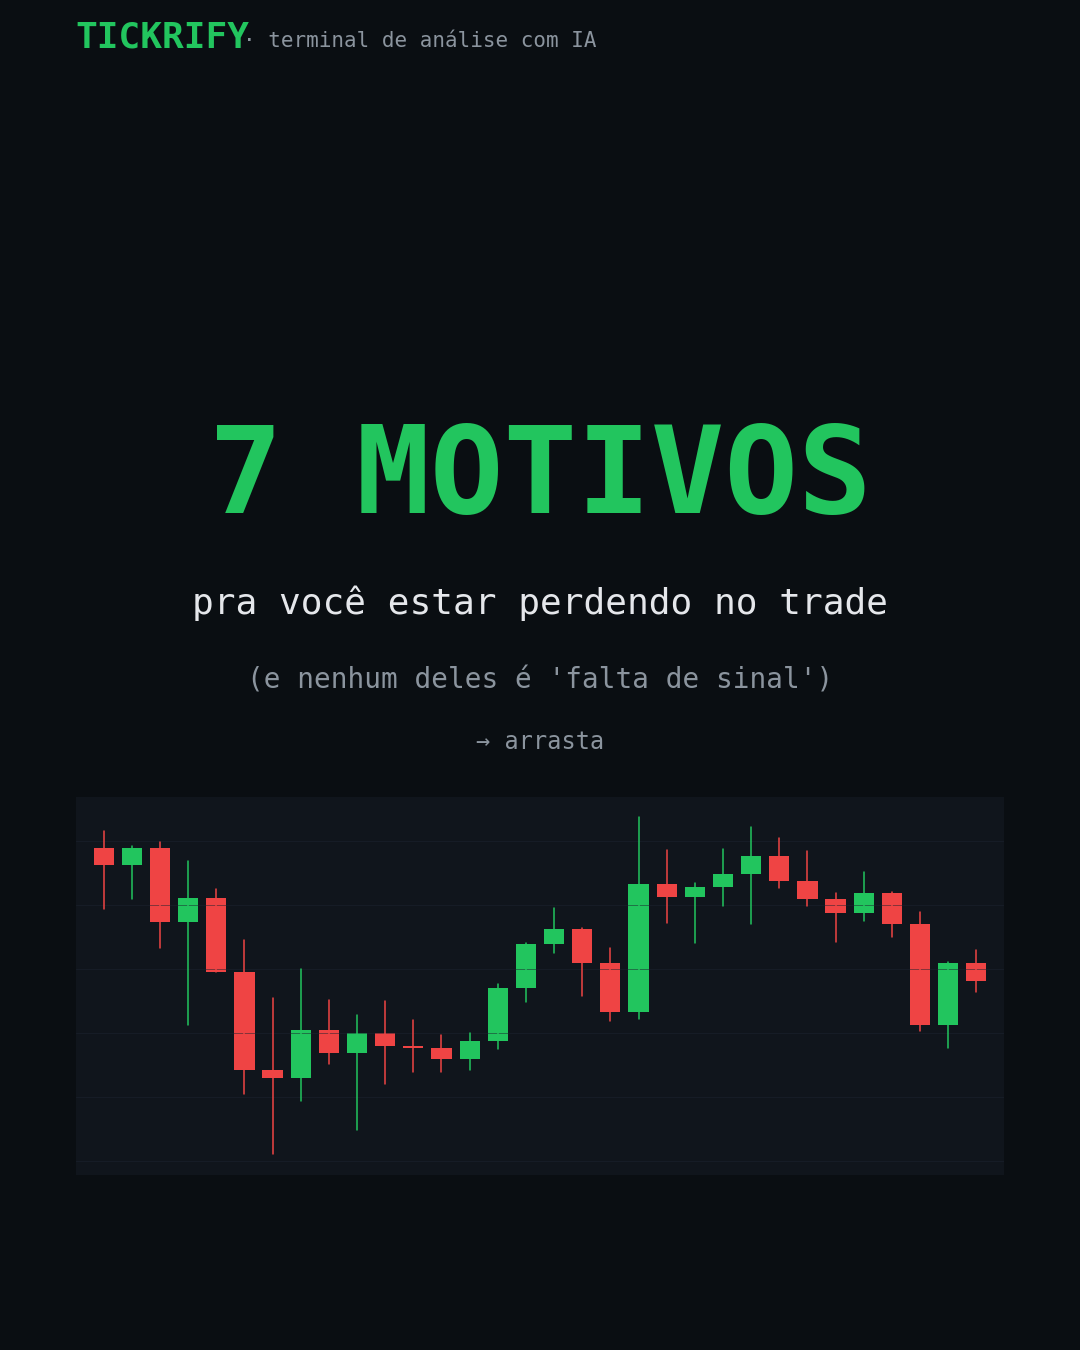 TICKRIFY · terminal de análise com IA
7 MOTIVOS
pra você estar perdendo no trade
(e nenhum deles é 'falta de sinal')
→ arrasta